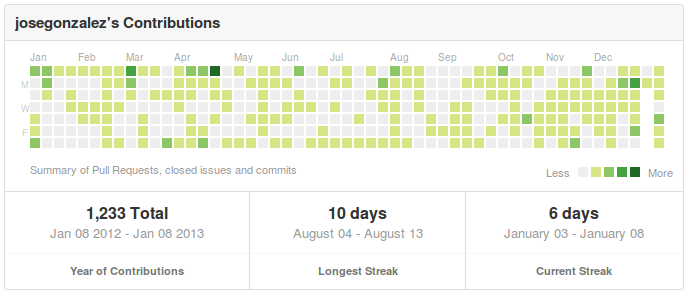 josegonzalez's Contributions
Jan Feb Mar Apr May Jun Jul Aug Sep Oct Nov Dec
M
W
F
Summary of Pull Requests, closed issues and commits
Less More
1,233 Total
Jan 08 2012 - Jan 08 2013
Year of Contributions
10 days
August 04 - August 13
Longest Streak
6 days
January 03 - January 08
Current Streak